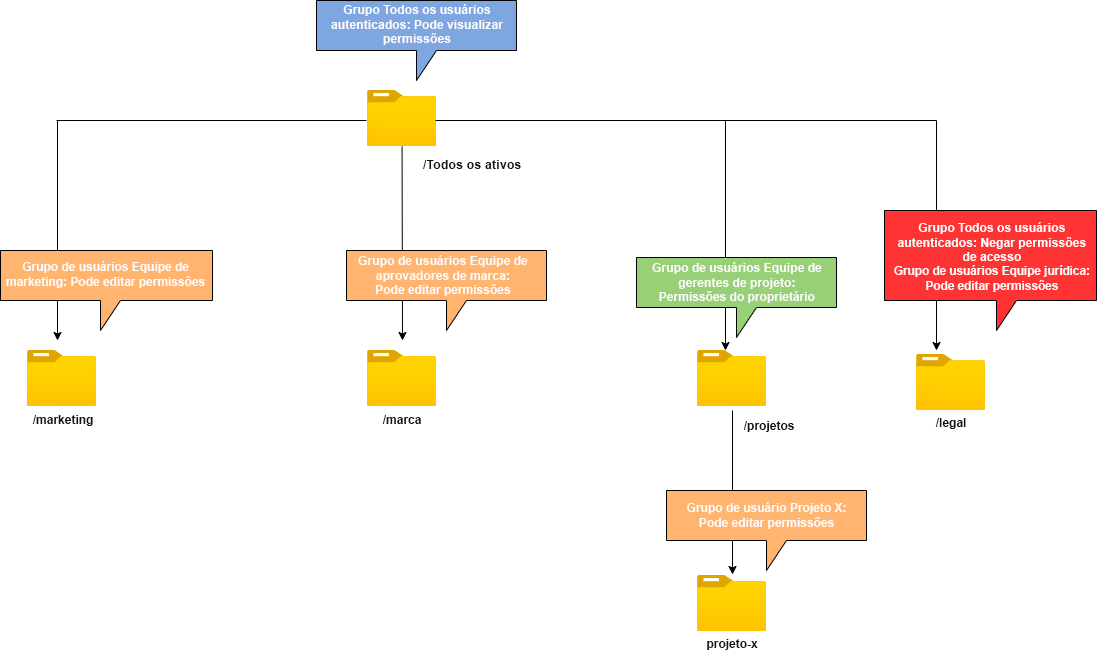 Grupo Todos os usuários
autenticados: Pode visualizar
permissões
/Todos os ativos
Grupo de usuários Equipe de
marketing: Pode editar permissões
Grupo de usuários Equipe de
aprovadores de marca:
Pode editar permissões
Grupo de usuários Equipe de
gerentes de projeto:
Permissões do proprietário
Grupo Todos os usuários
autenticados: Negar permissões
de acesso
Grupo de usuários Equipe jurídica:
Pode editar permissões
/marketing
/marca
/projetos
/legal
Grupo de usuário Projeto X:
Pode editar permissões
projeto-x